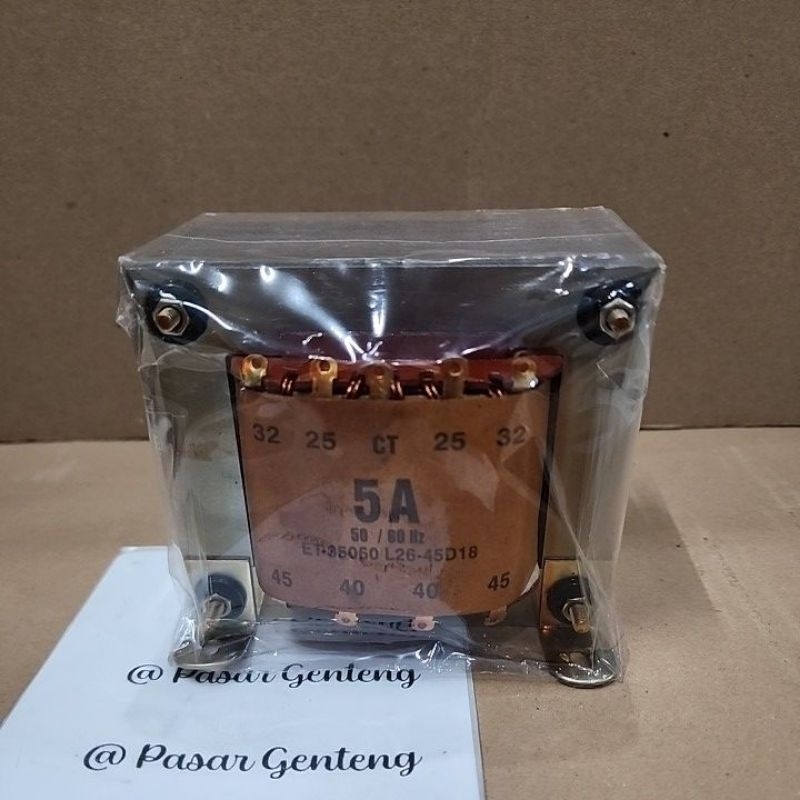 32 25 CT 25 32
5A
50 / 60 Hz
ET-35050 L26-45D18
45 40 40 45
@ Pasar Genteng
@ Pasar Genteng